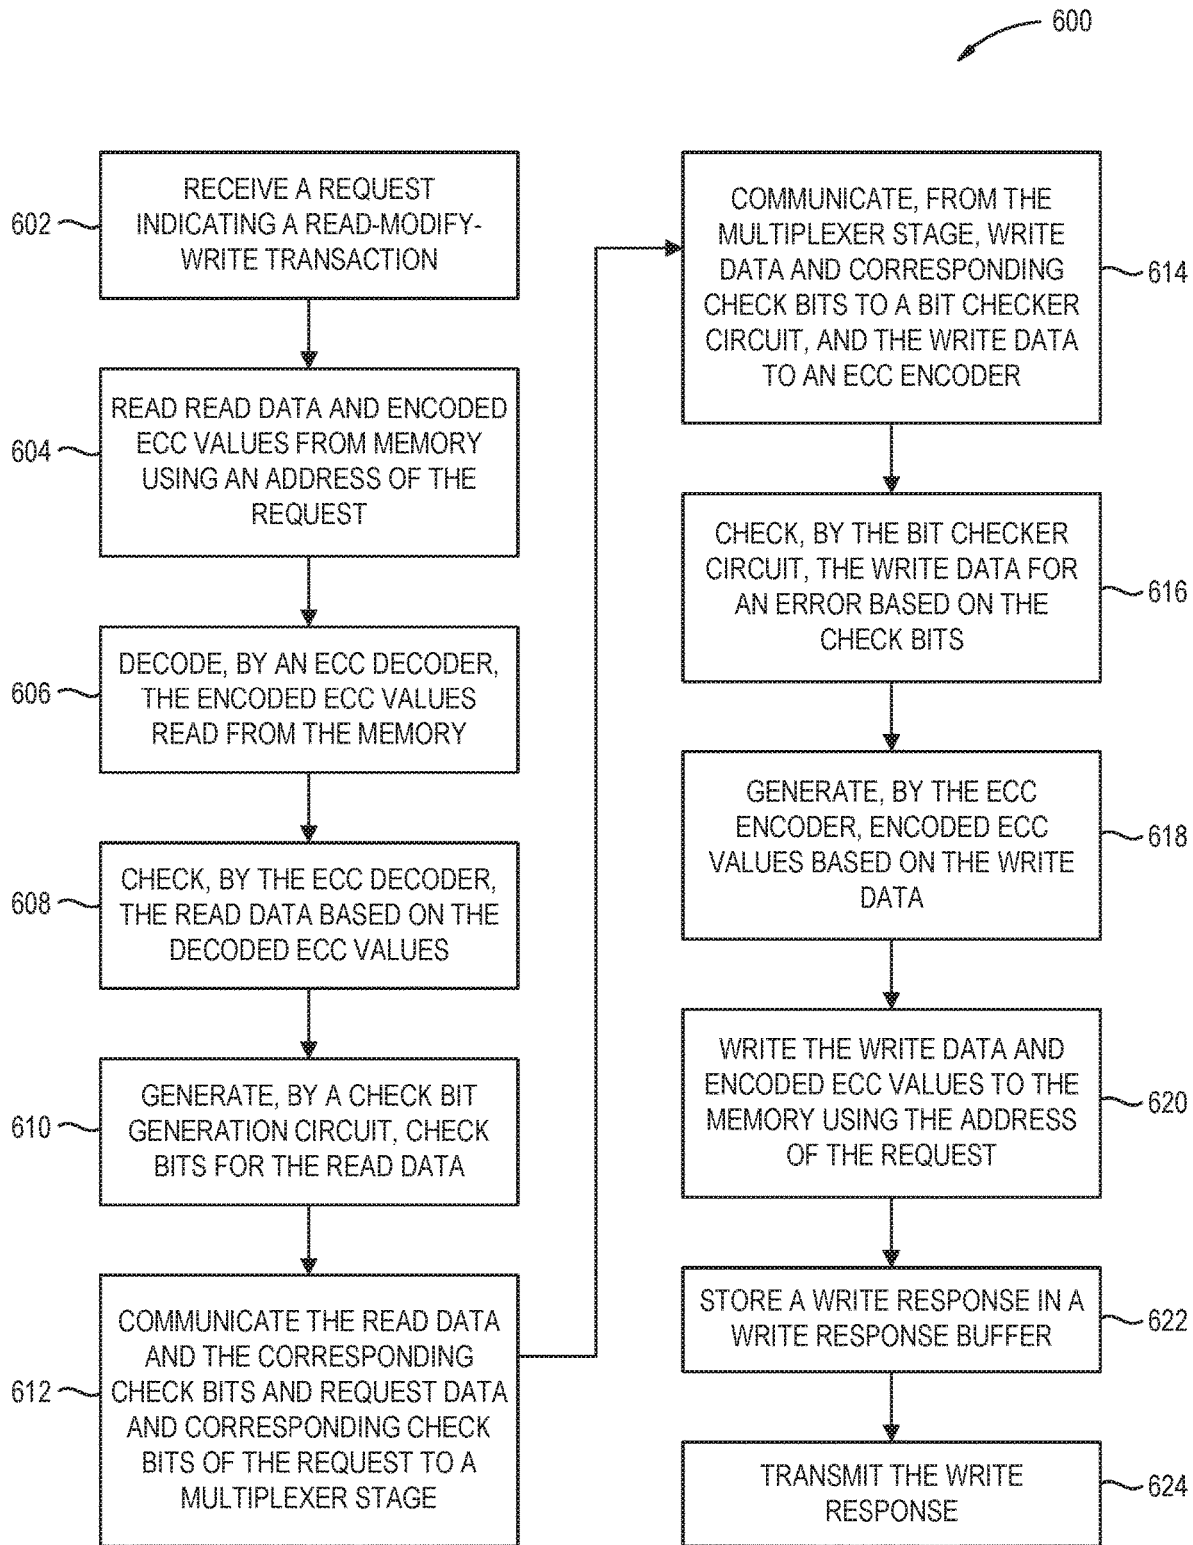 600
602
RECEIVE A REQUEST
INDICATING A READ-MODIFY-
WRITE TRANSACTION
604
READ READ DATA AND ENCODED
ECC VALUES FROM MEMORY
USING AN ADDRESS OF THE
REQUEST
606
DECODE, BY AN ECC DECODER,
THE ENCODED ECC VALUES
READ FROM THE MEMORY
608
CHECK, BY THE ECC DECODER,
THE READ DATA BASED ON THE
DECODED ECC VALUES
610
GENERATE, BY A CHECK BIT
GENERATION CIRCUIT, CHECK
BITS FOR THE READ DATA
612
COMMUNICATE THE READ DATA
AND THE CORRESPONDING
CHECK BITS AND REQUEST DATA
AND CORRESPONDING CHECK
BITS OF THE REQUEST TO A
MULTIPLEXER STAGE
COMMUNICATE, FROM THE
MULTIPLEXER STAGE, WRITE
DATA AND CORRESPONDING
CHECK BITS TO A BIT CHECKER
CIRCUIT, AND THE WRITE DATA
TO AN ECC ENCODER
614
CHECK, BY THE BIT CHECKER
CIRCUIT, THE WRITE DATA FOR
AN ERROR BASED ON THE
CHECK BITS
616
GENERATE, BY THE ECC
ENCODER, ENCODED ECC
VALUES BASED ON THE WRITE
DATA
618
WRITE THE WRITE DATA AND
ENCODED ECC VALUES TO THE
MEMORY USING THE ADDRESS
OF THE REQUEST
620
STORE A WRITE RESPONSE IN A
WRITE RESPONSE BUFFER
622
TRANSMIT THE WRITE
RESPONSE
624